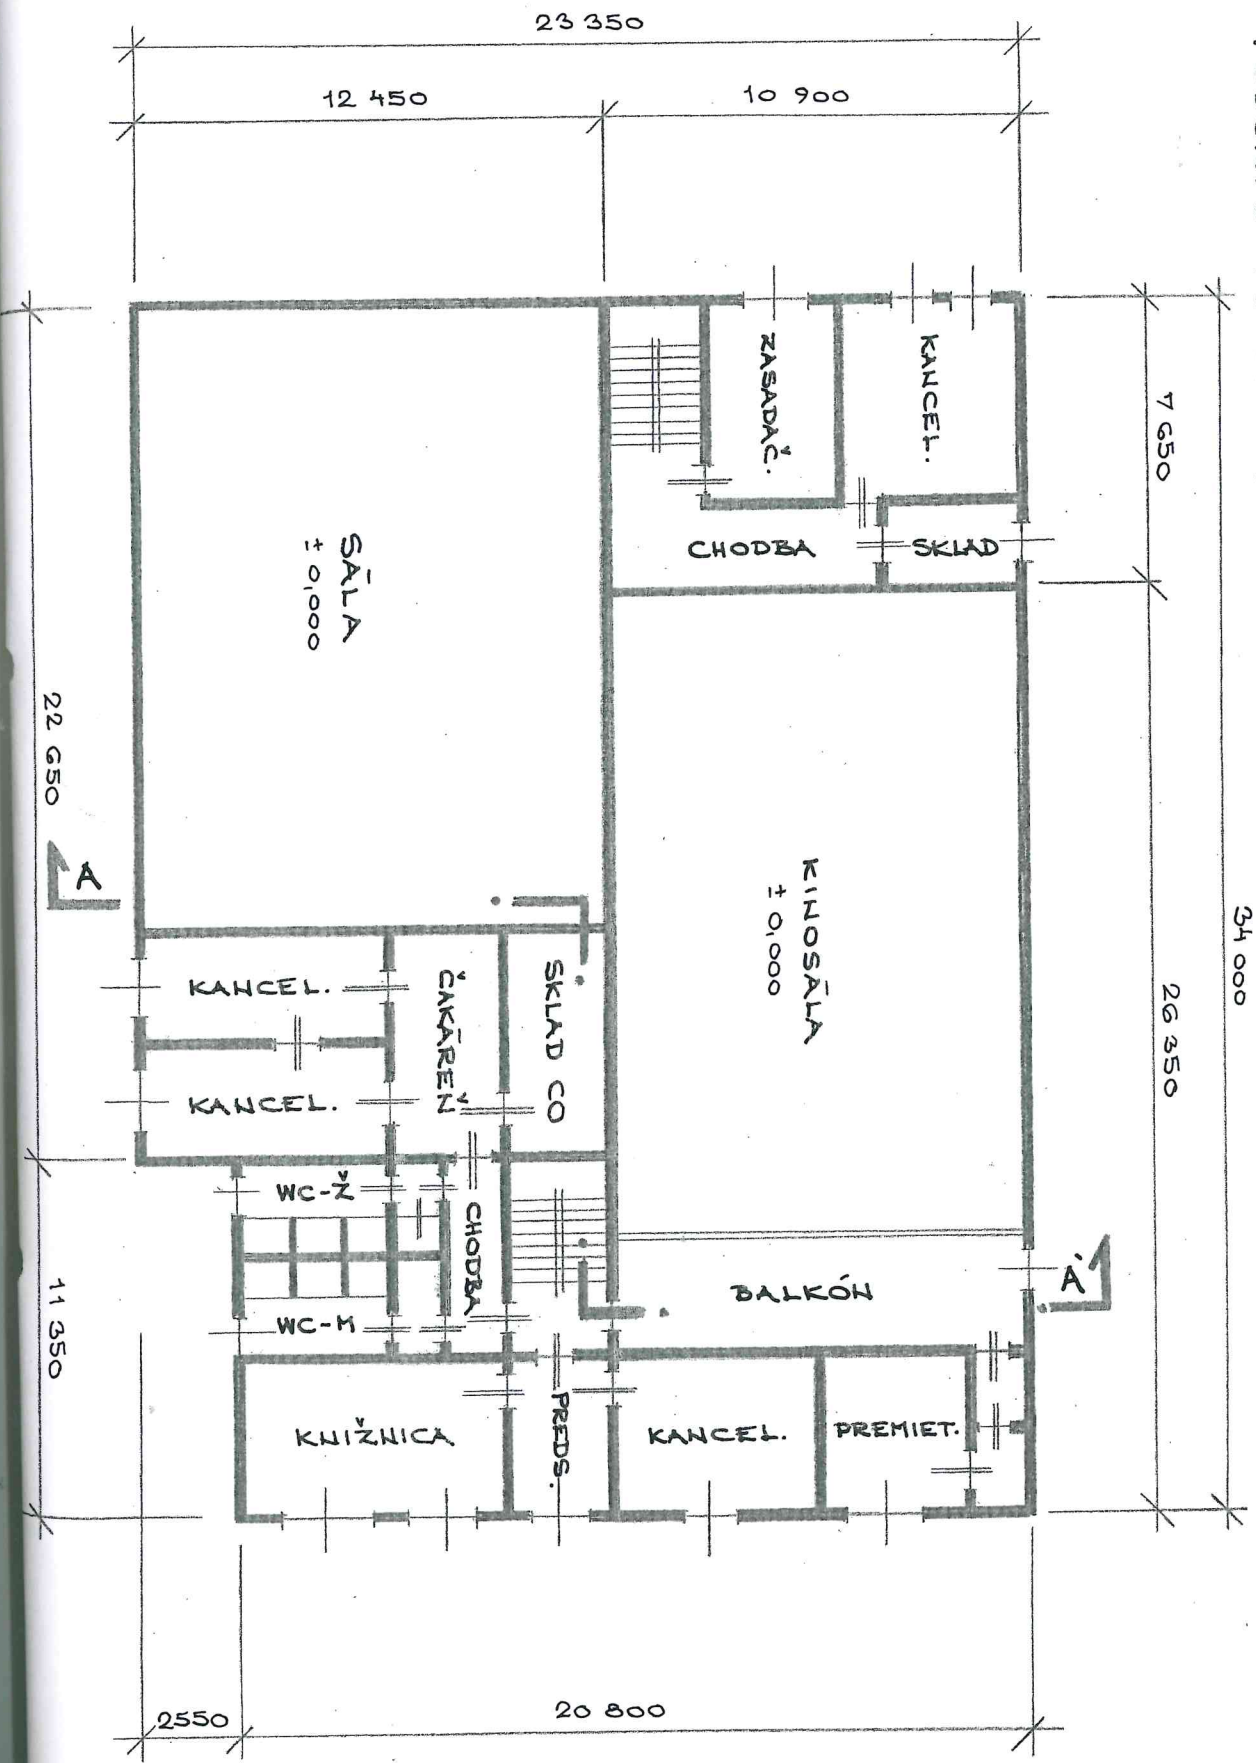 23 350
12 450
10 900
ZASADAČ.
KANCEL.
7 650
CHODBA
SKLAD
SÁLA
± 0,000
22 650
A
KINOSÁLA
± 0,000
34 000
26 350
KANCEL.
ČAKÁREŇ
SKLAD CO
KANCEL.
WC-Ž
CHODBA
WC-M
BALKÓN
A'
11 350
KNIŽNICA
PREDS.
KANCEL.
PREMIET.
2550
20 800